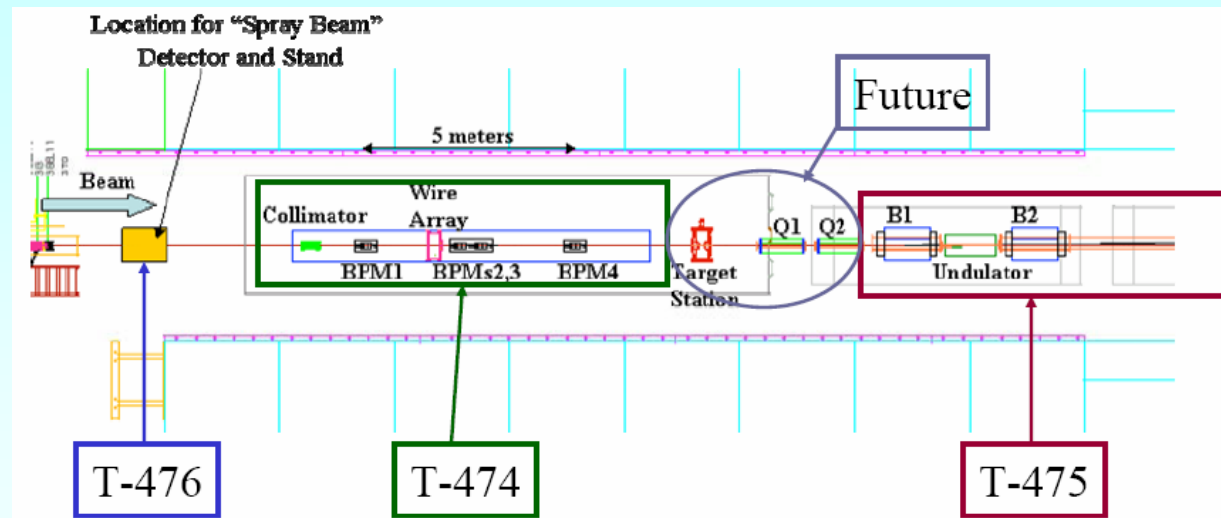 Location for “Spray Beam”
Detector and Stand
Future
5 meters
Beam
Wire
Array
Collimator
Q1 Q2
B1 B2
BPM1 BPMs2,3 BPM4
Target
Station
Undulator
T-476
T-474
T-475